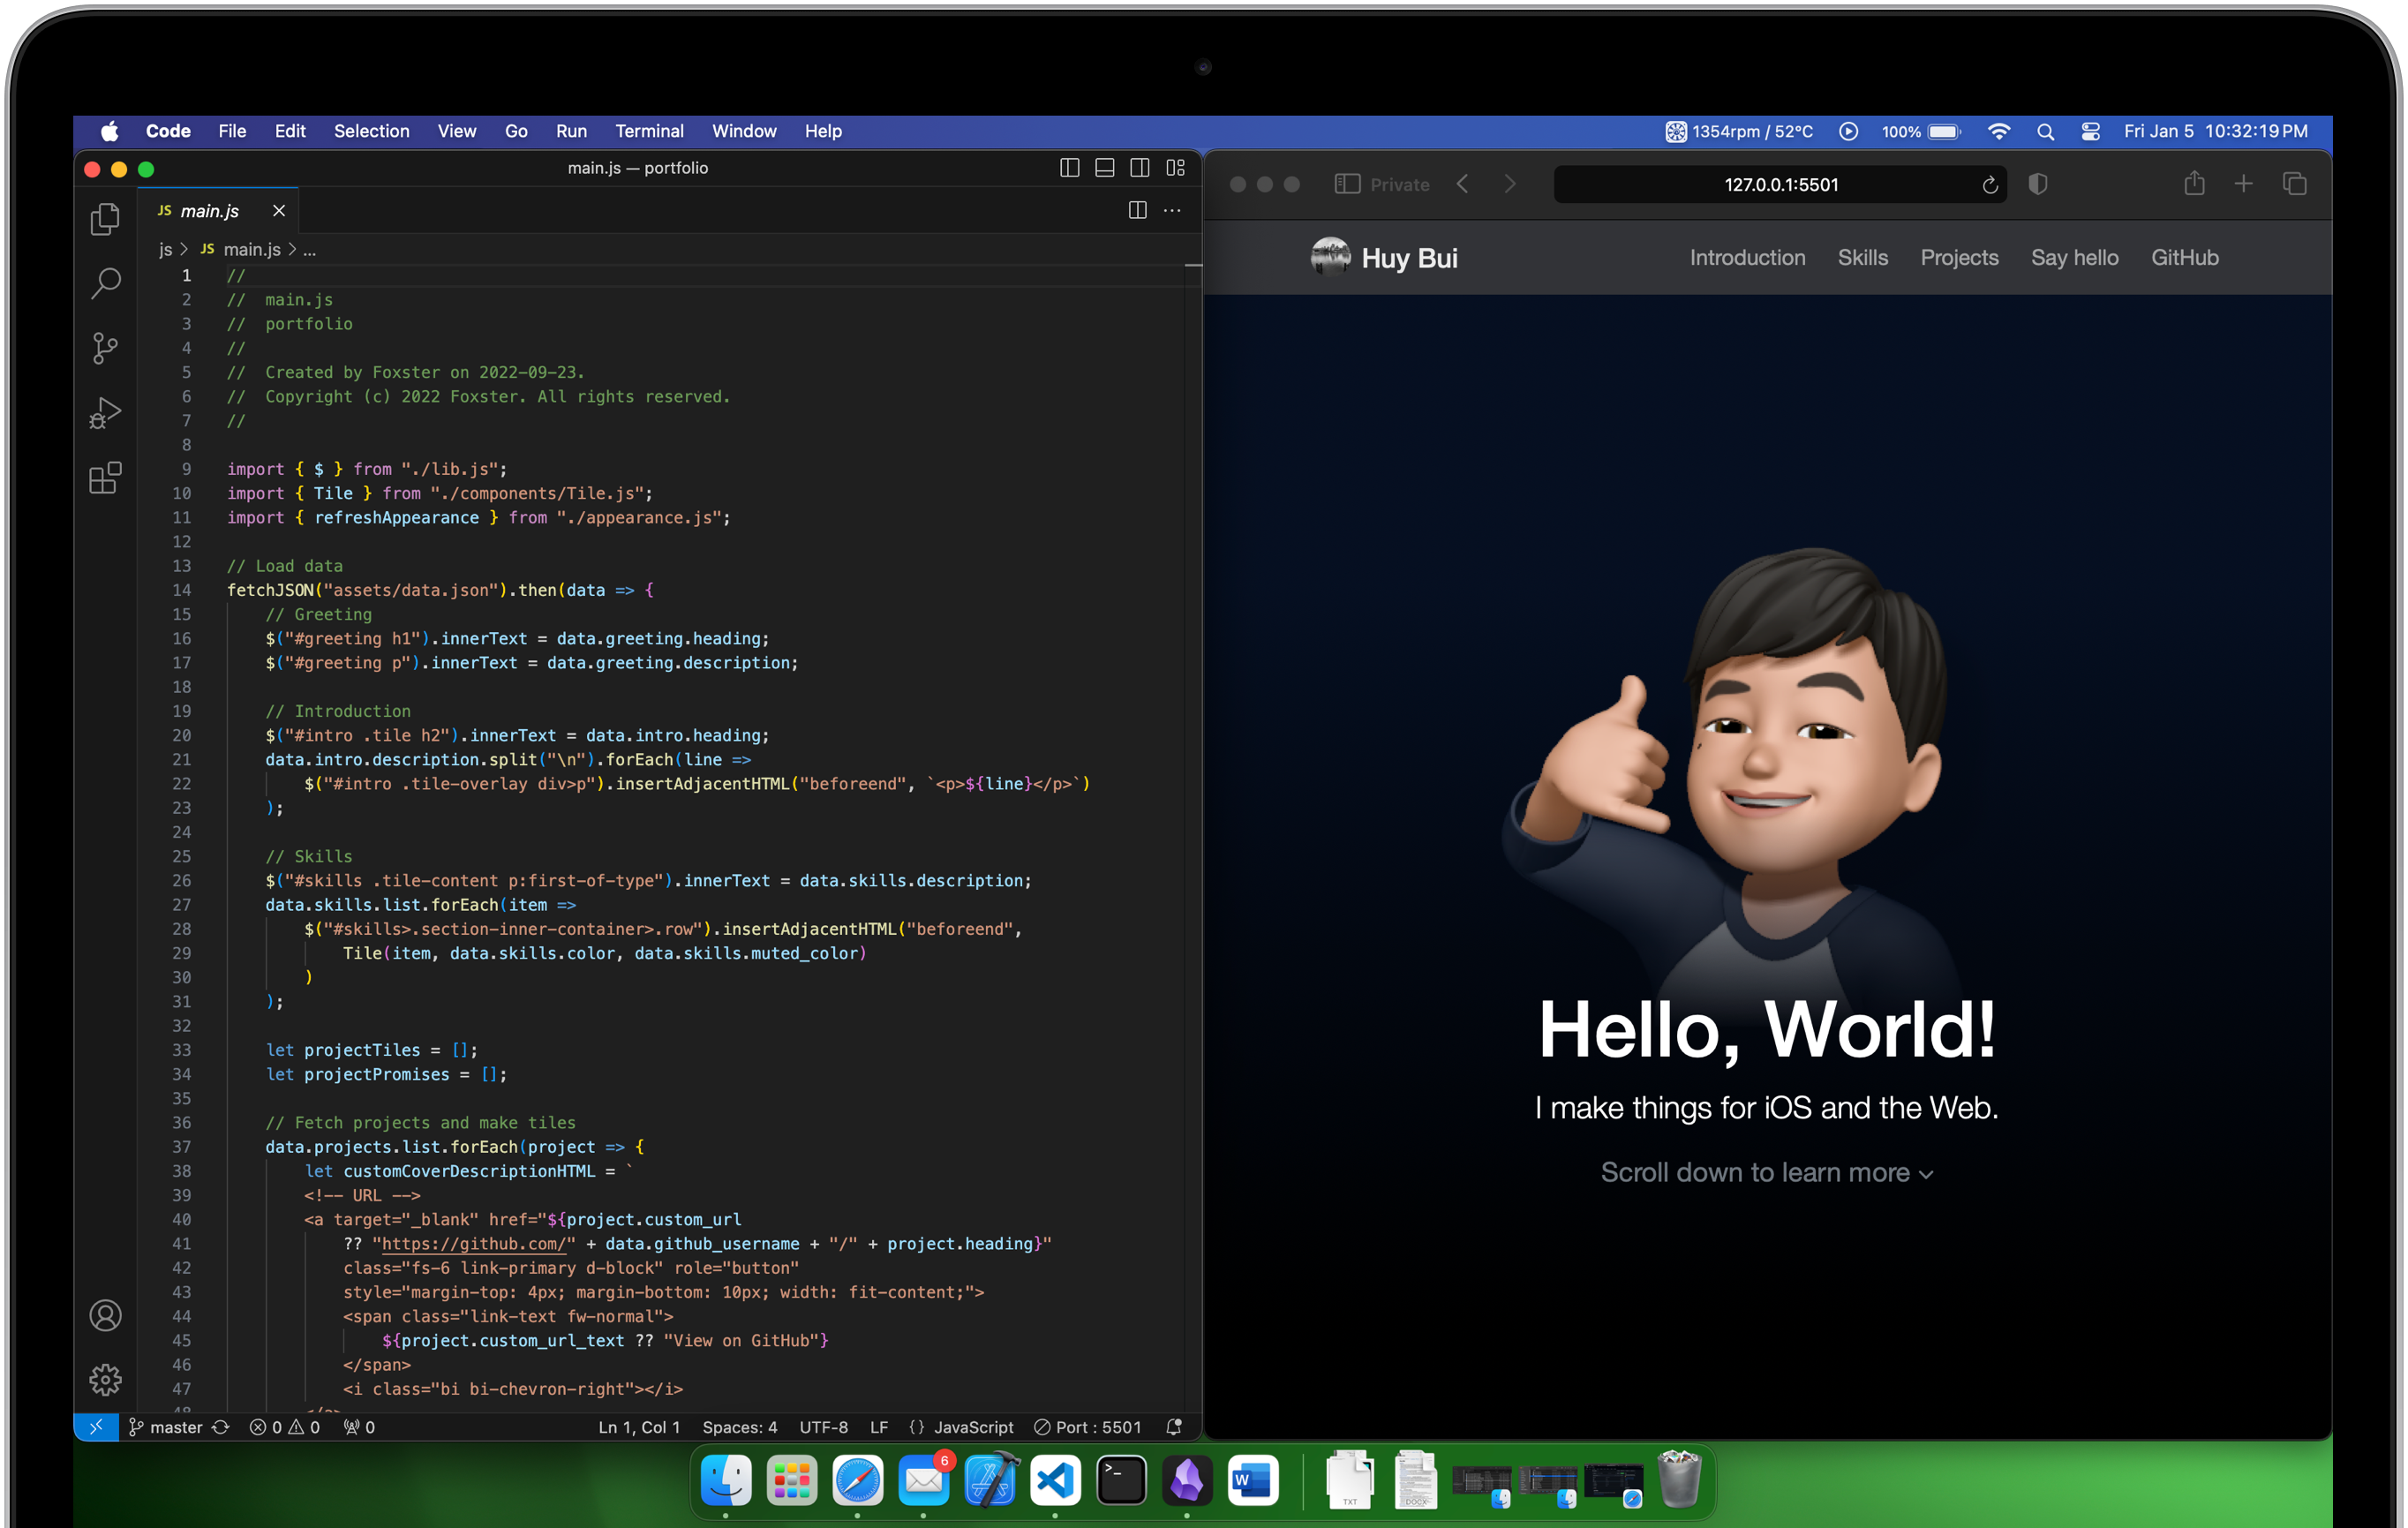 Code File Edit Selection View Go Run Terminal Window Help
1354rpm / 52°C 100% Fri Jan 5 10:32:19 PM
main.js — portfolio
JS main.js
js > JS main.js > ...
1 //
2 //  main.js
3 //  portfolio
4 //
5 //  Created by Foxster on 2022-09-23.
6 //  Copyright (c) 2022 Foxster. All rights reserved.
7 //
8
9 import { $ } from "./lib.js";
10 import { Tile } from "./components/Tile.js";
11 import { refreshAppearance } from "./appearance.js";
12
13 // Load data
14 fetchJSON("assets/data.json").then(data => {
15     // Greeting
16     $("#greeting h1").innerText = data.greeting.heading;
17     $("#greeting p").innerText = data.greeting.description;
18
19     // Introduction
20     $("#intro .tile h2").innerText = data.intro.heading;
21     data.intro.description.split("\n").forEach(line =>
22         $("#intro .tile-overlay div>p").insertAdjacentHTML("beforeend", `<p>${line}</p>`)
23     );
24
25     // Skills
26     $("#skills .tile-content p:first-of-type").innerText = data.skills.description;
27     data.skills.list.forEach(item =>
28         $("#skills>.section-inner-container>.row").insertAdjacentHTML("beforeend",
29             Tile(item, data.skills.color, data.skills.muted_color)
30         )
31     );
32
33     let projectTiles = [];
34     let projectPromises = [];
35
36     // Fetch projects and make tiles
37     data.projects.list.forEach(project => {
38         let customCoverDescriptionHTML = `
39         <!-- URL -->
40         <a target="_blank" href="${project.custom_url
41             ?? "https://github.com/" + data.github_username + "/" + project.heading}"
42             class="fs-6 link-primary d-block" role="button"
43             style="margin-top: 4px; margin-bottom: 10px; width: fit-content;">
44             <span class="link-text fw-normal">
45                 ${project.custom_url_text ?? "View on GitHub"}
46             </span>
47             <i class="bi bi-chevron-right"></i>
master 0 0 0 Ln 1, Col 1 Spaces: 4 UTF-8 LF {} JavaScript Port : 5501
Private 127.0.0.1:5501
Huy Bui Introduction Skills Projects Say hello GitHub
Hello, World!
I make things for iOS and the Web.
Scroll down to learn more
6
>_
W
TXT
DOCX